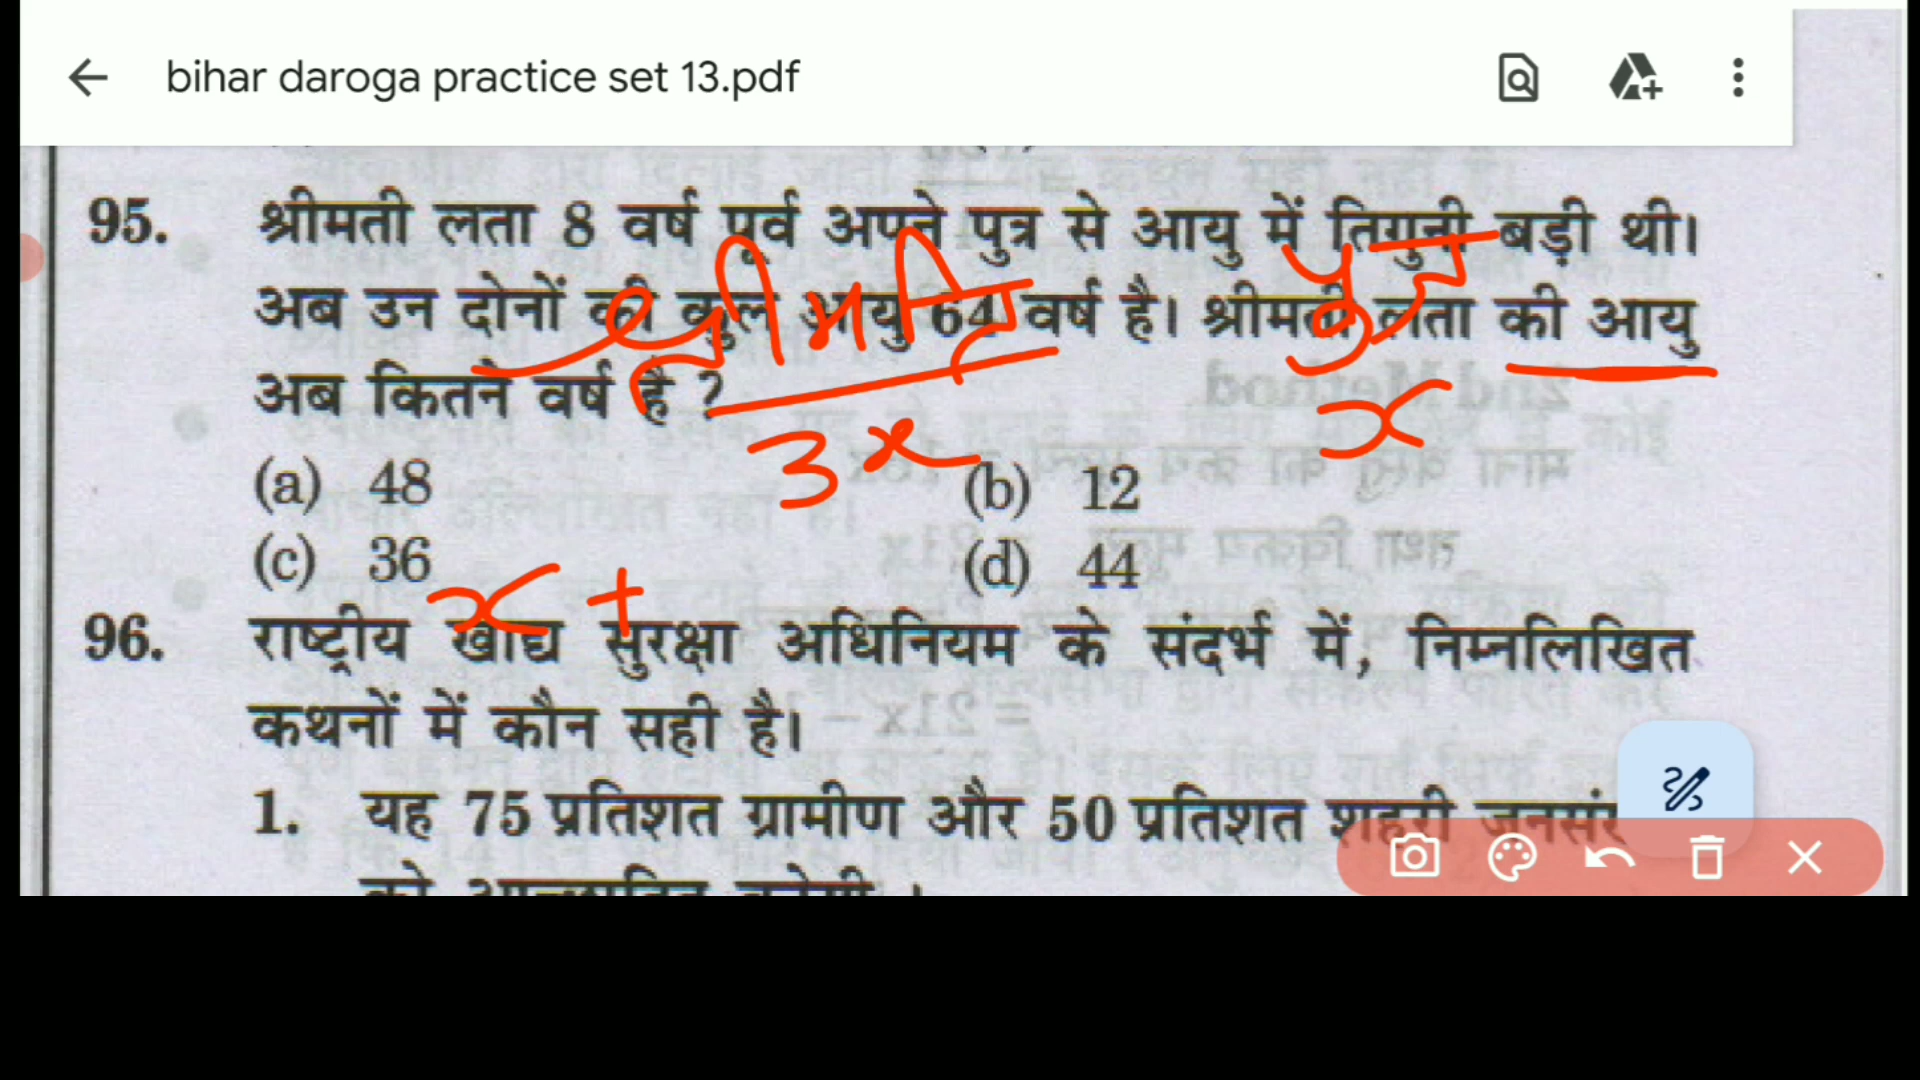 bihar daroga practice set 13.pdf
95. श्रीमती लता 8 वर्ष पूर्व अपने पुत्र से आयु में तिगुनी बड़ी थी।
अब उन दोनों की कुल आयु 64 वर्ष है। श्रीमती लता की आयु
अब कितने वर्ष है ?
श्रीमति
पुत्र
3x
x
(a) 48 (b) 12
(c) 36 (d) 44
x +
96. राष्ट्रीय खाद्य सुरक्षा अधिनियम के संदर्भ में, निम्नलिखित
कथनों में कौन सही है।
1. यह 75 प्रतिशत ग्रामीण और 50 प्रतिशत शहरी